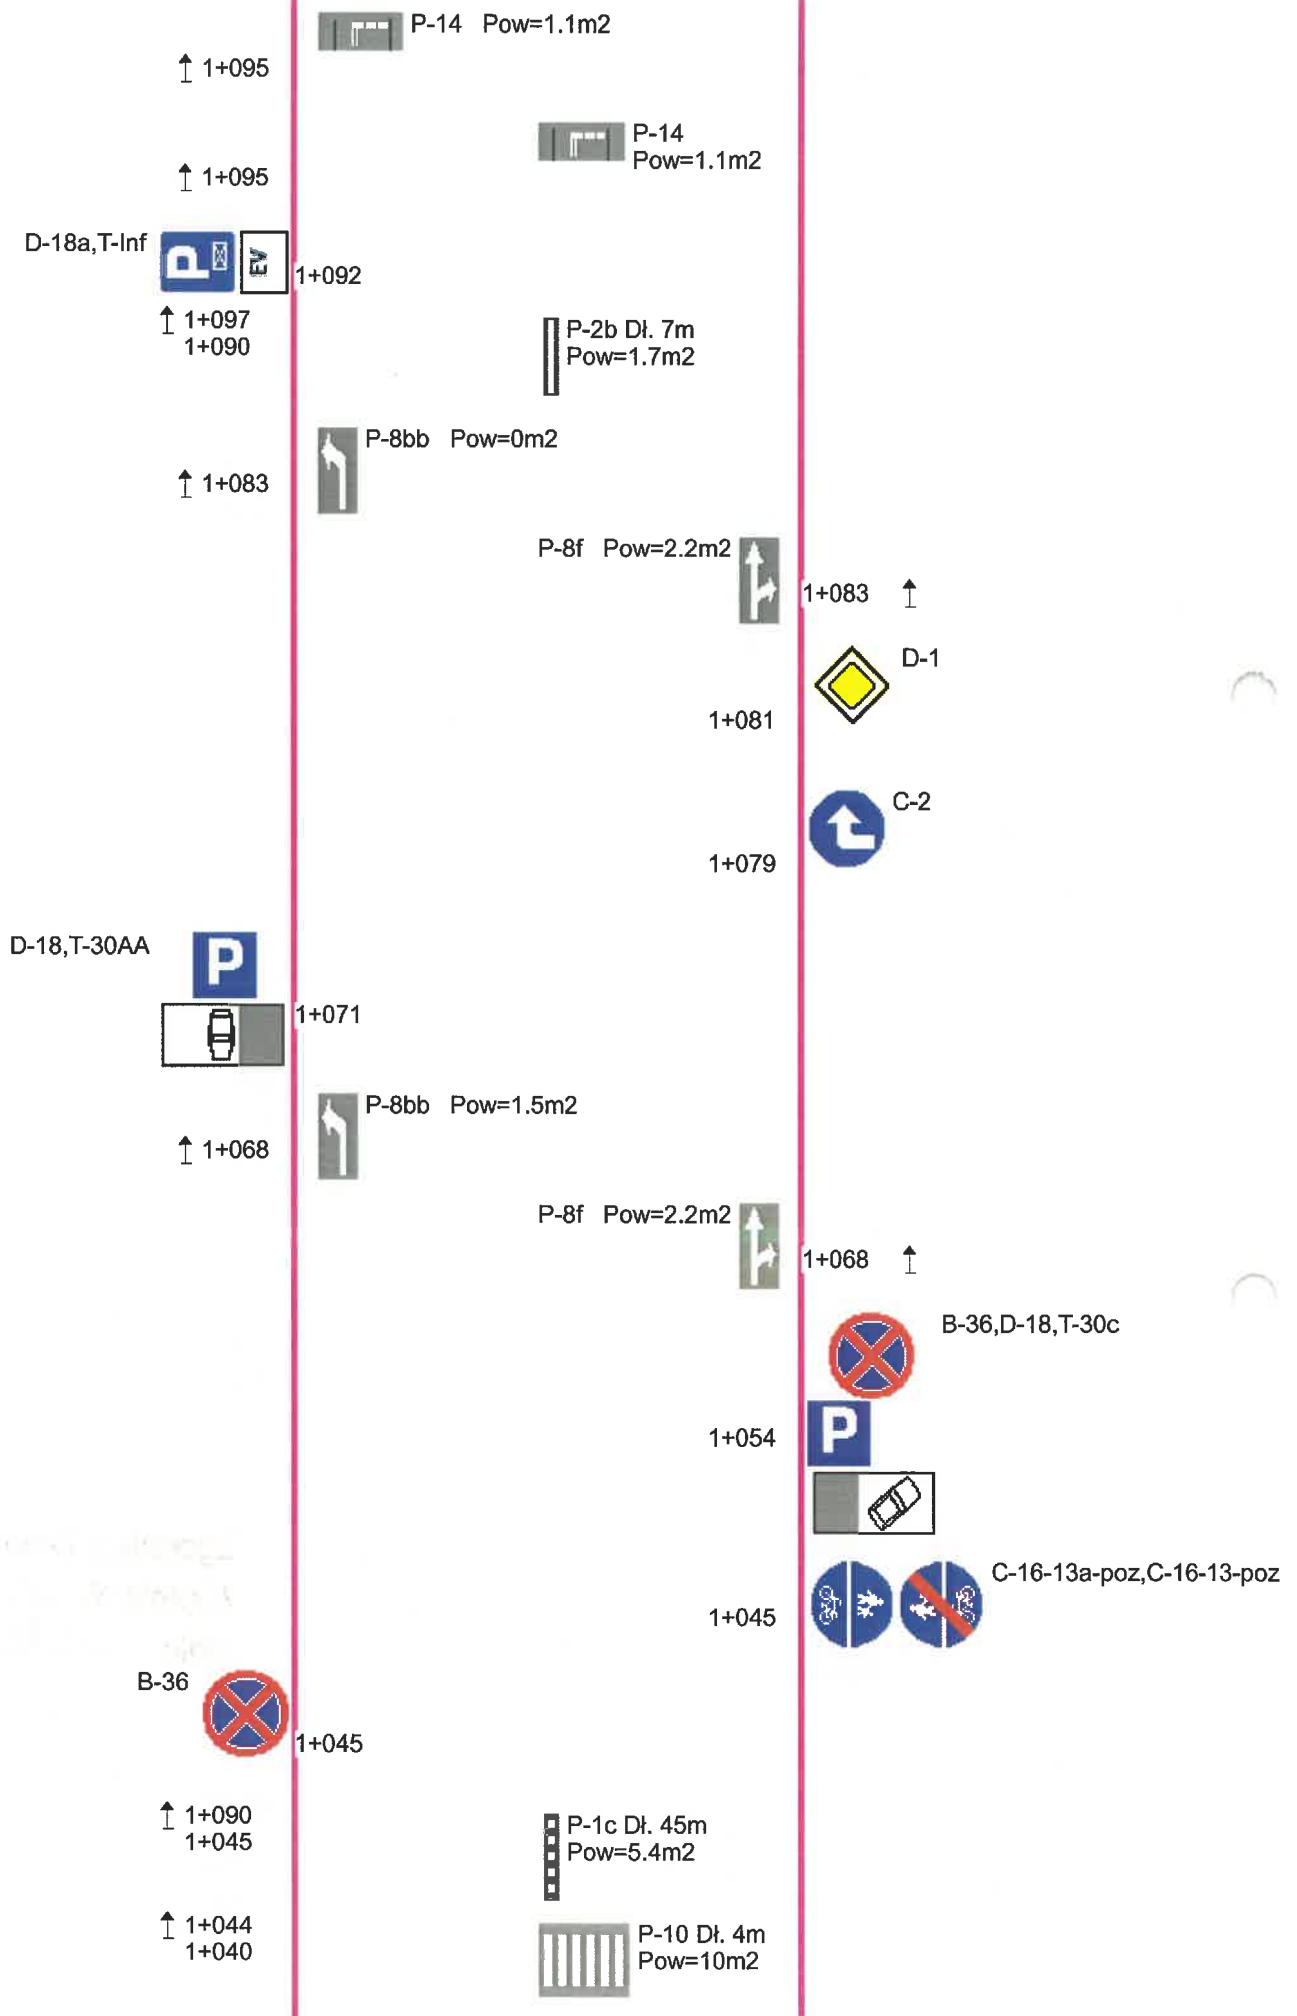 P-14 Pow=1.1m2
1+095
P-14
Pow=1.1m2
1+095
D-18a,T-Inf
P
EV
1+092
1+097
1+090
P-2b Dł. 7m
Pow=1.7m2
P-8bb Pow=0m2
1+083
P-8f Pow=2.2m2
1+083
D-1
1+081
C-2
1+079
D-18,T-30AA
P
1+071
P-8bb Pow=1.5m2
1+068
P-8f Pow=2.2m2
1+068
B-36,D-18,T-30c
1+054
P
C-16-13a-poz,C-16-13-poz
1+045
B-36
1+045
1+090
1+045
P-1c Dł. 45m
Pow=5.4m2
1+044
1+040
P-10 Dł. 4m
Pow=10m2